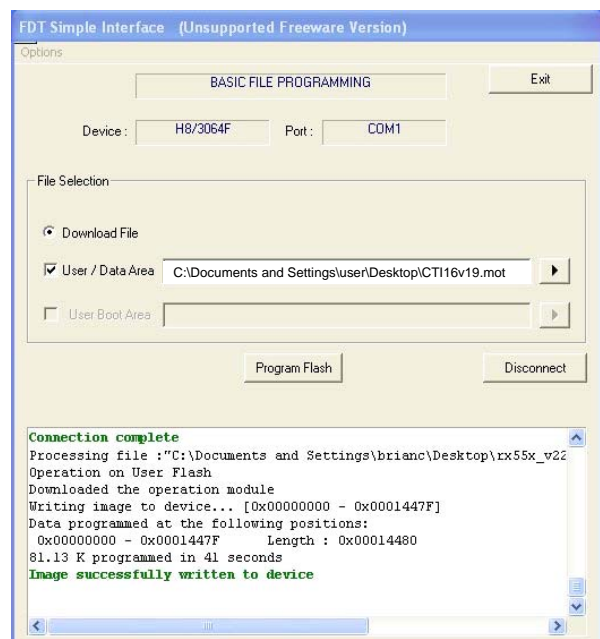 FDT Simple Interface (Unsupported Freeware Version)
Options
BASIC FILE PROGRAMMING
Exit
Device :
H8/3064F
Port :
COM1
File Selection
Download File
User / Data Area
C:\Documents and Settings\user\Desktop\CTI16v19.mot
User Boot Area
Program Flash
Disconnect
Connection complete
Processing file :"C:\Documents and Settings\brianc\Desktop\rx55x_v22
Operation on User Flash
Downloaded the operation module
Writing image to device... [0x00000000 - 0x0001447F]
Data programmed at the following positions:
0x00000000 - 0x0001447F Length : 0x00014480
81.13 K programmed in 41 seconds
Image successfully written to device